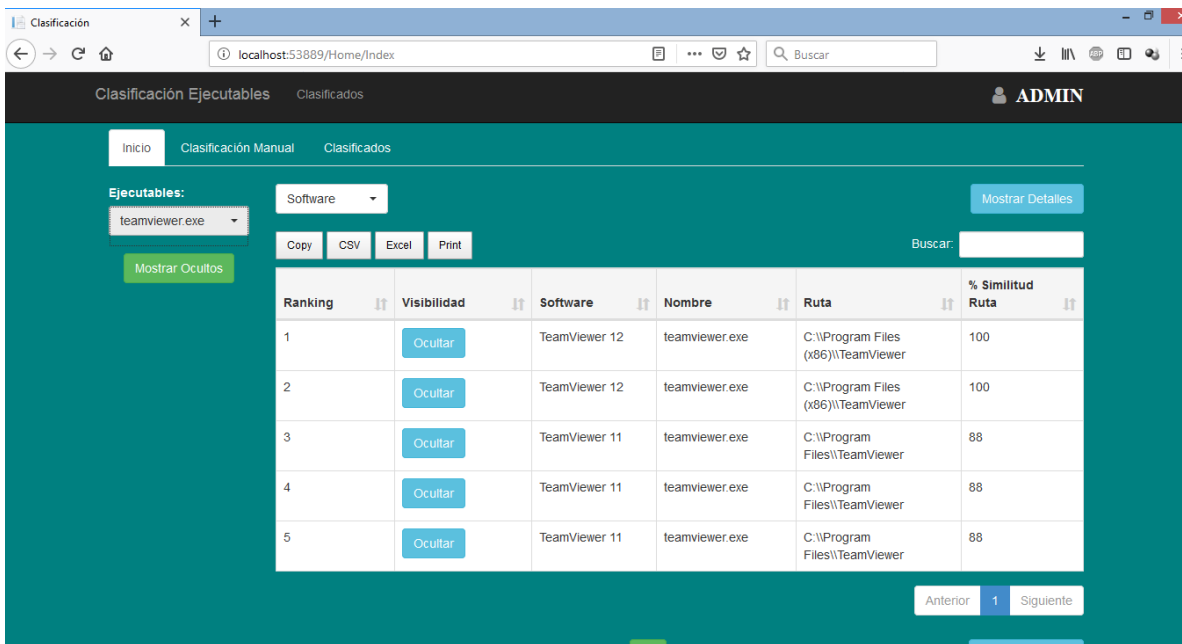 Clasificación
localhost:53889/Home/Index
Buscar
ABP
Clasificación Ejecutables
Clasificados
ADMIN
Inicio
Clasificación Manual
Clasificados
Ejecutables:
teamviewer.exe
Mostrar Ocultos
Software
Mostrar Detalles
Copy
CSV
Excel
Print
Buscar:
Ranking Visibilidad Software Nombre Ruta % Similitud
Ruta
1 Ocultar TeamViewer 12 teamviewer.exe C:\\Program Files 100
(x86)\\TeamViewer
2 Ocultar TeamViewer 12 teamviewer.exe C:\\Program Files 100
(x86)\\TeamViewer
3 Ocultar TeamViewer 11 teamviewer.exe C:\\Program 88
Files\\TeamViewer
4 Ocultar TeamViewer 11 teamviewer.exe C:\\Program 88
Files\\TeamViewer
5 Ocultar TeamViewer 11 teamviewer.exe C:\\Program 88
Files\\TeamViewer
Anterior 1 Siguiente